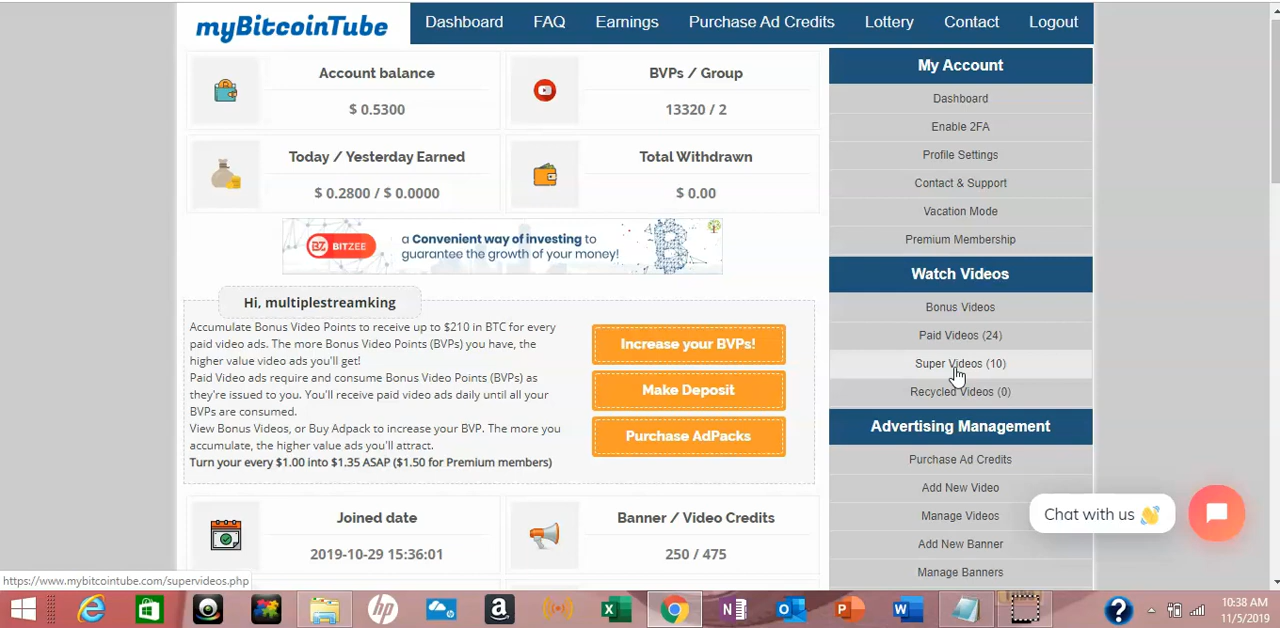 myBitcoinTube
Dashboard FAQ Earnings Purchase Ad Credits Lottery Contact Logout
Account balance
$ 0.5300
BVPs / Group
13320 / 2
Today / Yesterday Earned
$ 0.2800 / $ 0.0000
Total Withdrawn
$ 0.00
BZ BITZEE
a Convenient way of investing to
guarantee the growth of your money!
Hi, multiplestreamking
Accumulate Bonus Video Points to receive up to $210 in BTC for every
paid video ads. The more Bonus Video Points (BVPs) you have, the
higher value video ads you'll get!
Paid Video ads require and consume Bonus Video Points (BVPs) as
they're issued to you. You'll receive paid video ads daily until all your
BVPs are consumed.
View Bonus Videos, or Buy Adpack to increase your BVP. The more you
accumulate, the higher value ads you'll attract.
Turn your every $1.00 into $1.35 ASAP ($1.50 for Premium members)
Increase your BVPs!
Make Deposit
Purchase AdPacks
Joined date
2019-10-29 15:36:01
Banner / Video Credits
250 / 475
My Account
Dashboard
Enable 2FA
Profile Settings
Contact & Support
Vacation Mode
Premium Membership
Watch Videos
Bonus Videos
Paid Videos (24)
Super Videos (10)
Recycled Videos (0)
Advertising Management
Purchase Ad Credits
Add New Video
Manage Videos
Add New Banner
Manage Banners
Chat with us
https://www.mybitcointube.com/supervideos.php
10:38 AM
11/5/2019